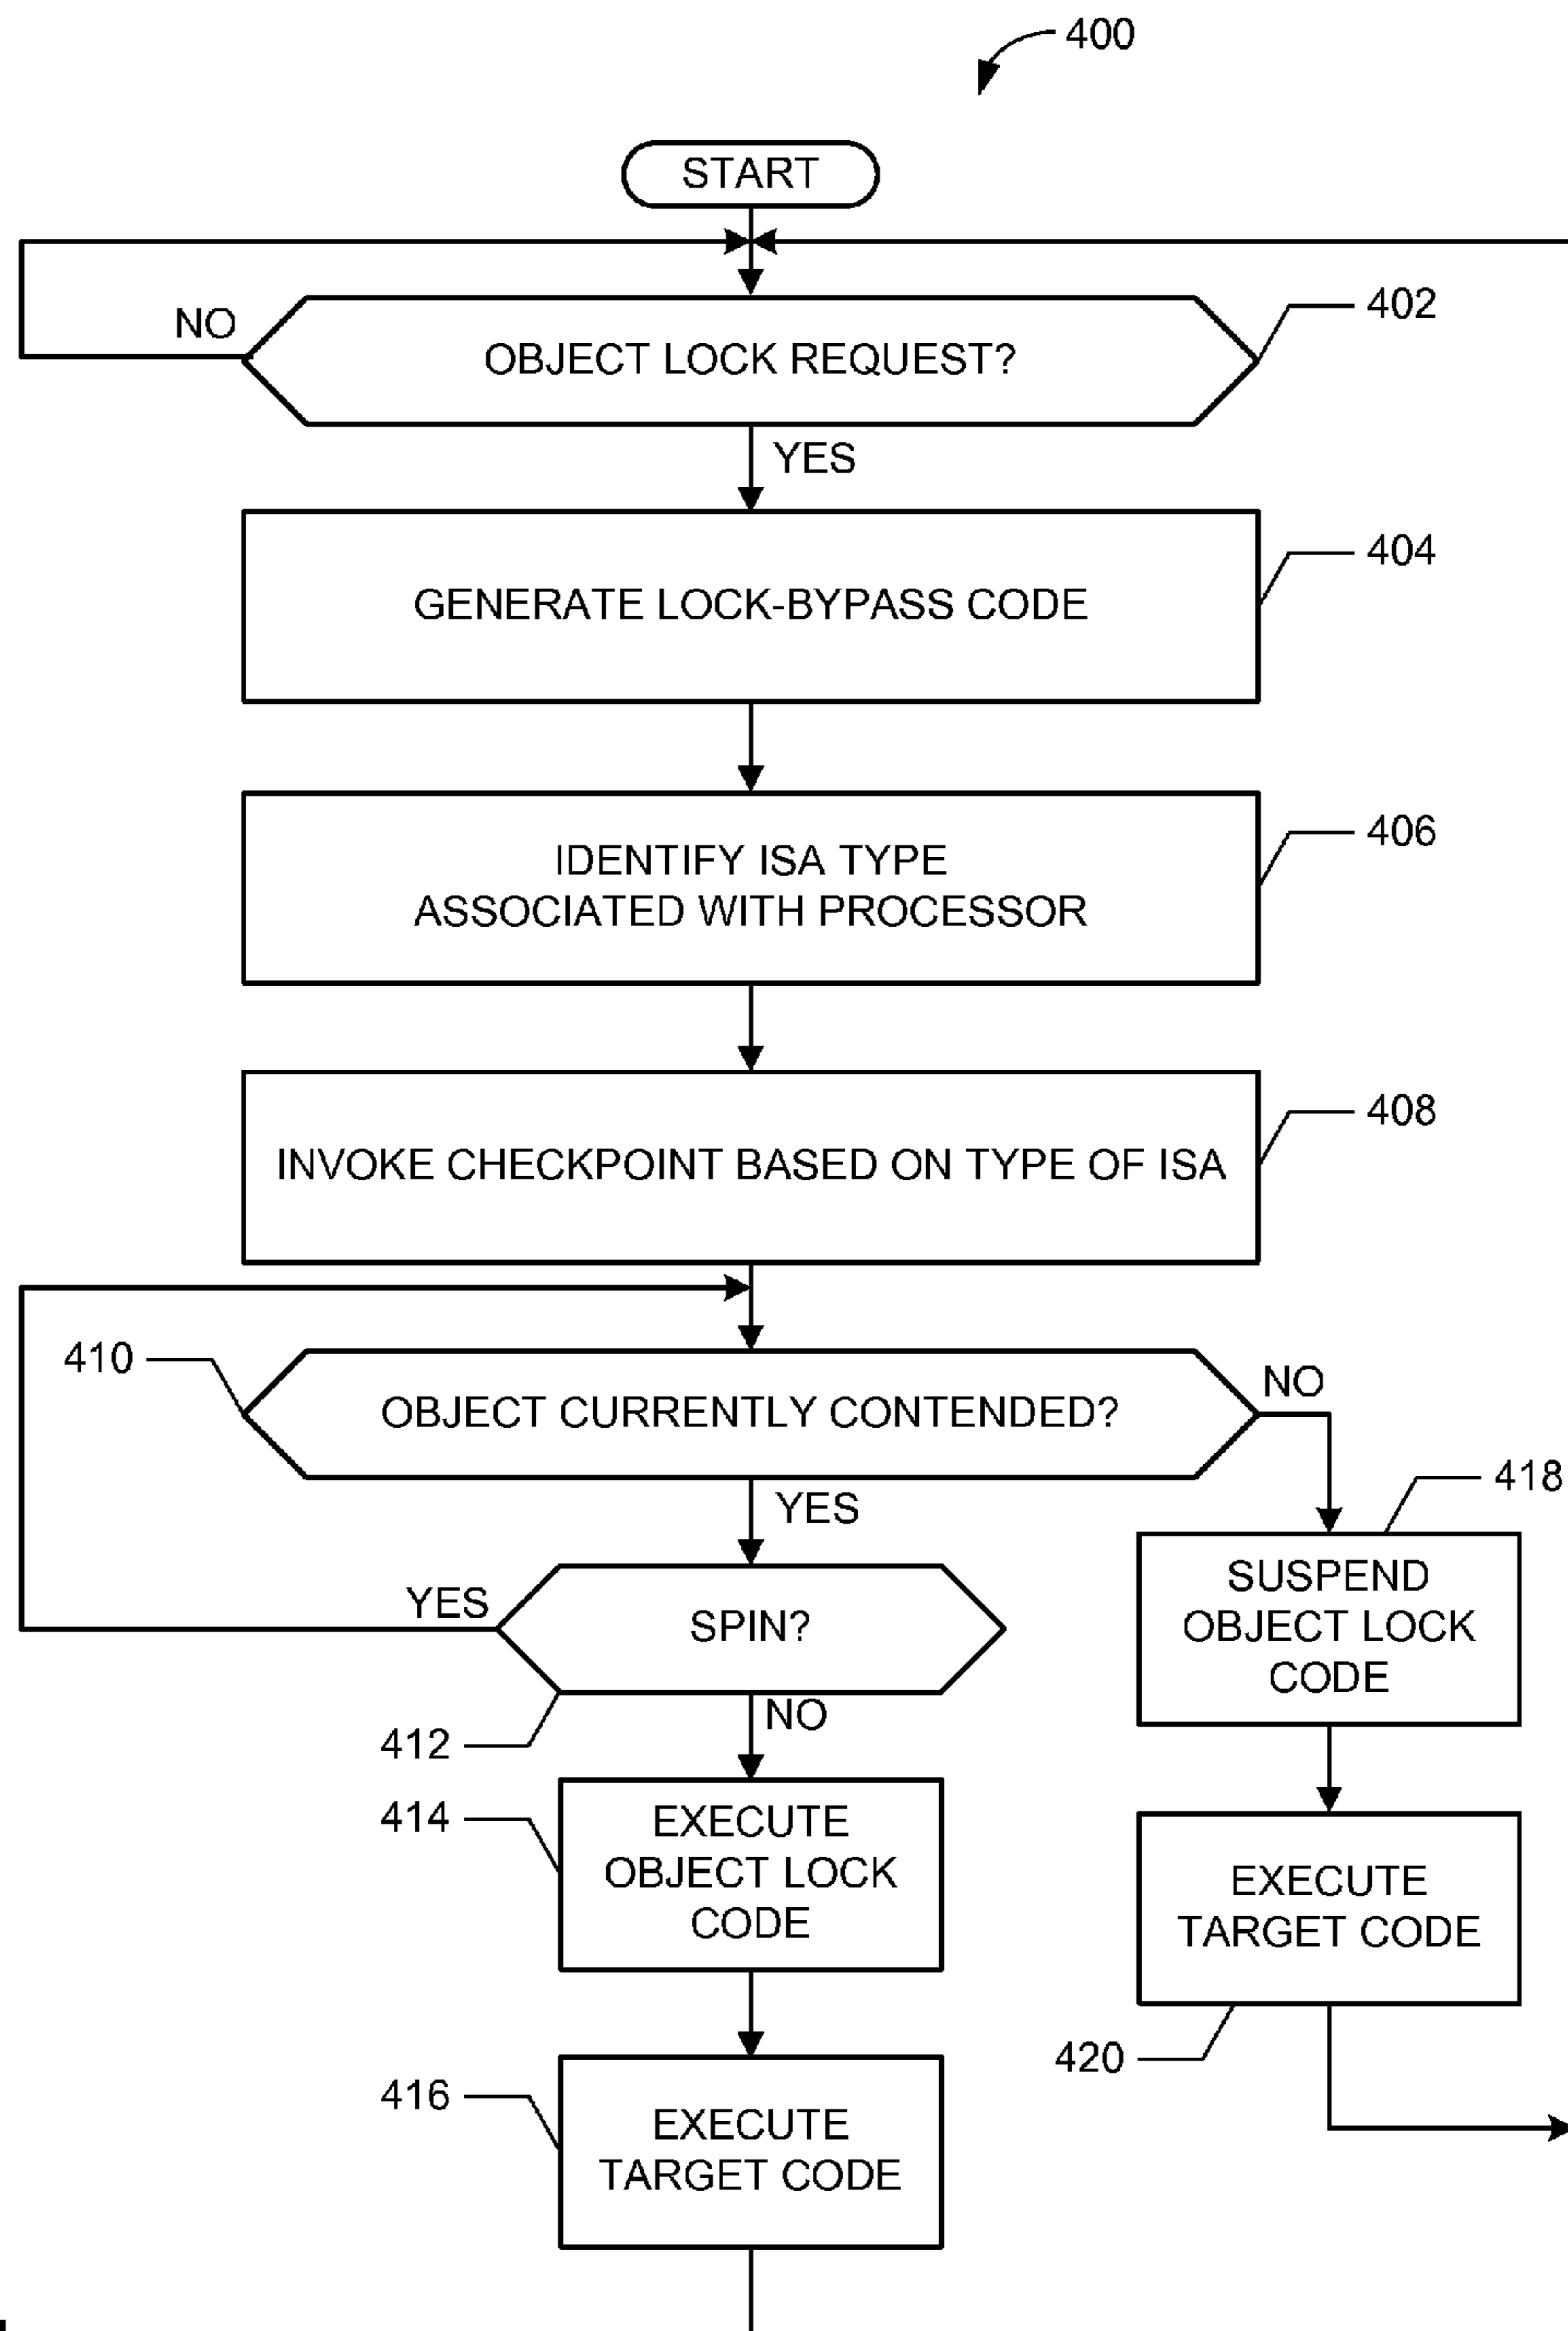 400
START
NO
402
OBJECT LOCK REQUEST?
YES
404
GENERATE LOCK-BYPASS CODE
406
IDENTIFY ISA TYPE
ASSOCIATED WITH PROCESSOR
408
INVOKE CHECKPOINT BASED ON TYPE OF ISA
410
NO
OBJECT CURRENTLY CONTENDED?
418
YES
SUSPEND
OBJECT LOCK
CODE
YES
SPIN?
412
NO
414
EXECUTE
OBJECT LOCK
CODE
EXECUTE
TARGET CODE
420
416
EXECUTE
TARGET CODE